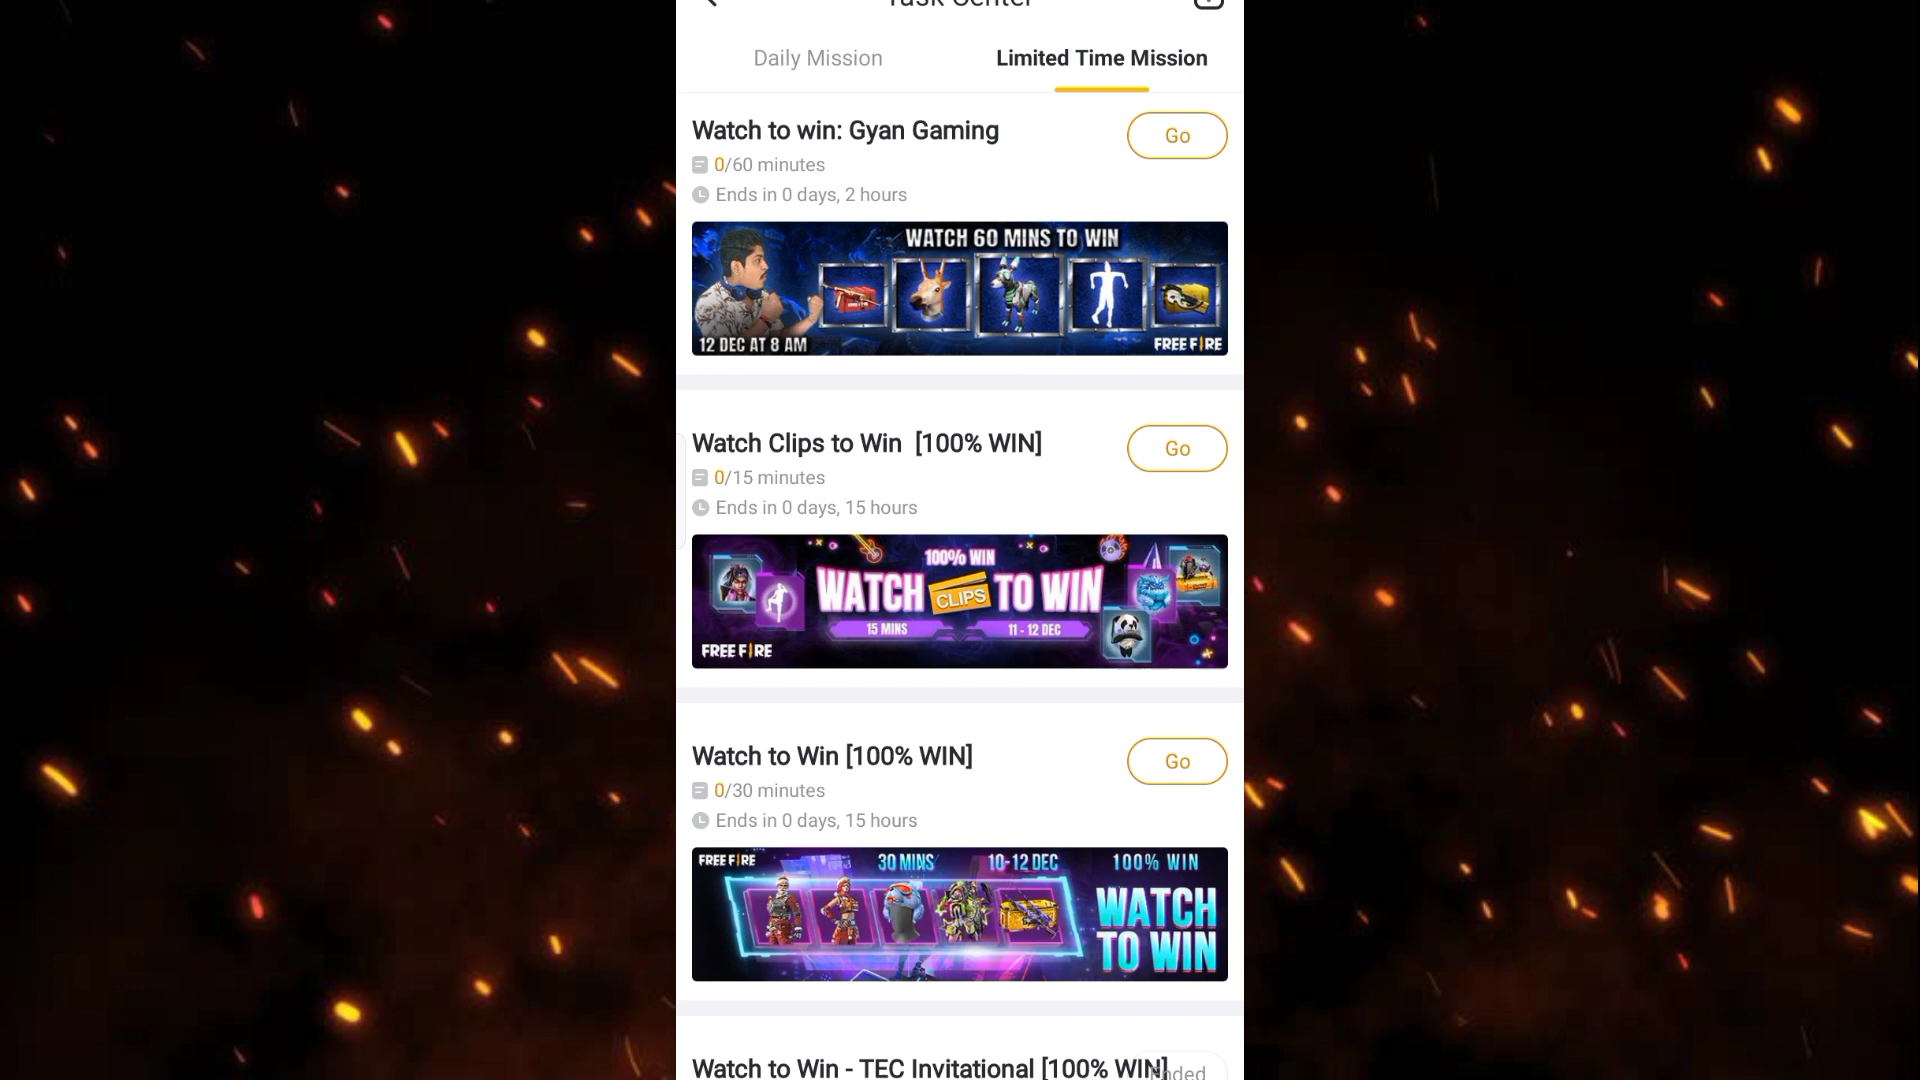 Task Center
Daily Mission
Limited Time Mission
Watch to win: Gyan Gaming
Go
0/60 minutes
Ends in 0 days, 2 hours
WATCH 60 MINS TO WIN
12 DEC AT 8 AM
FREE FIRE
Watch Clips to Win [100% WIN]
Go
0/15 minutes
Ends in 0 days, 15 hours
100% WIN
WATCH CLIPS TO WIN
15 MINS
11 - 12 DEC
FREE FIRE
Watch to Win [100% WIN]
Go
0/30 minutes
Ends in 0 days, 15 hours
FREE FIRE
30 MINS
10-12 DEC
100% WIN
WATCH
TO WIN
Watch to Win - TEC Invitational [100% WIN]
Ended